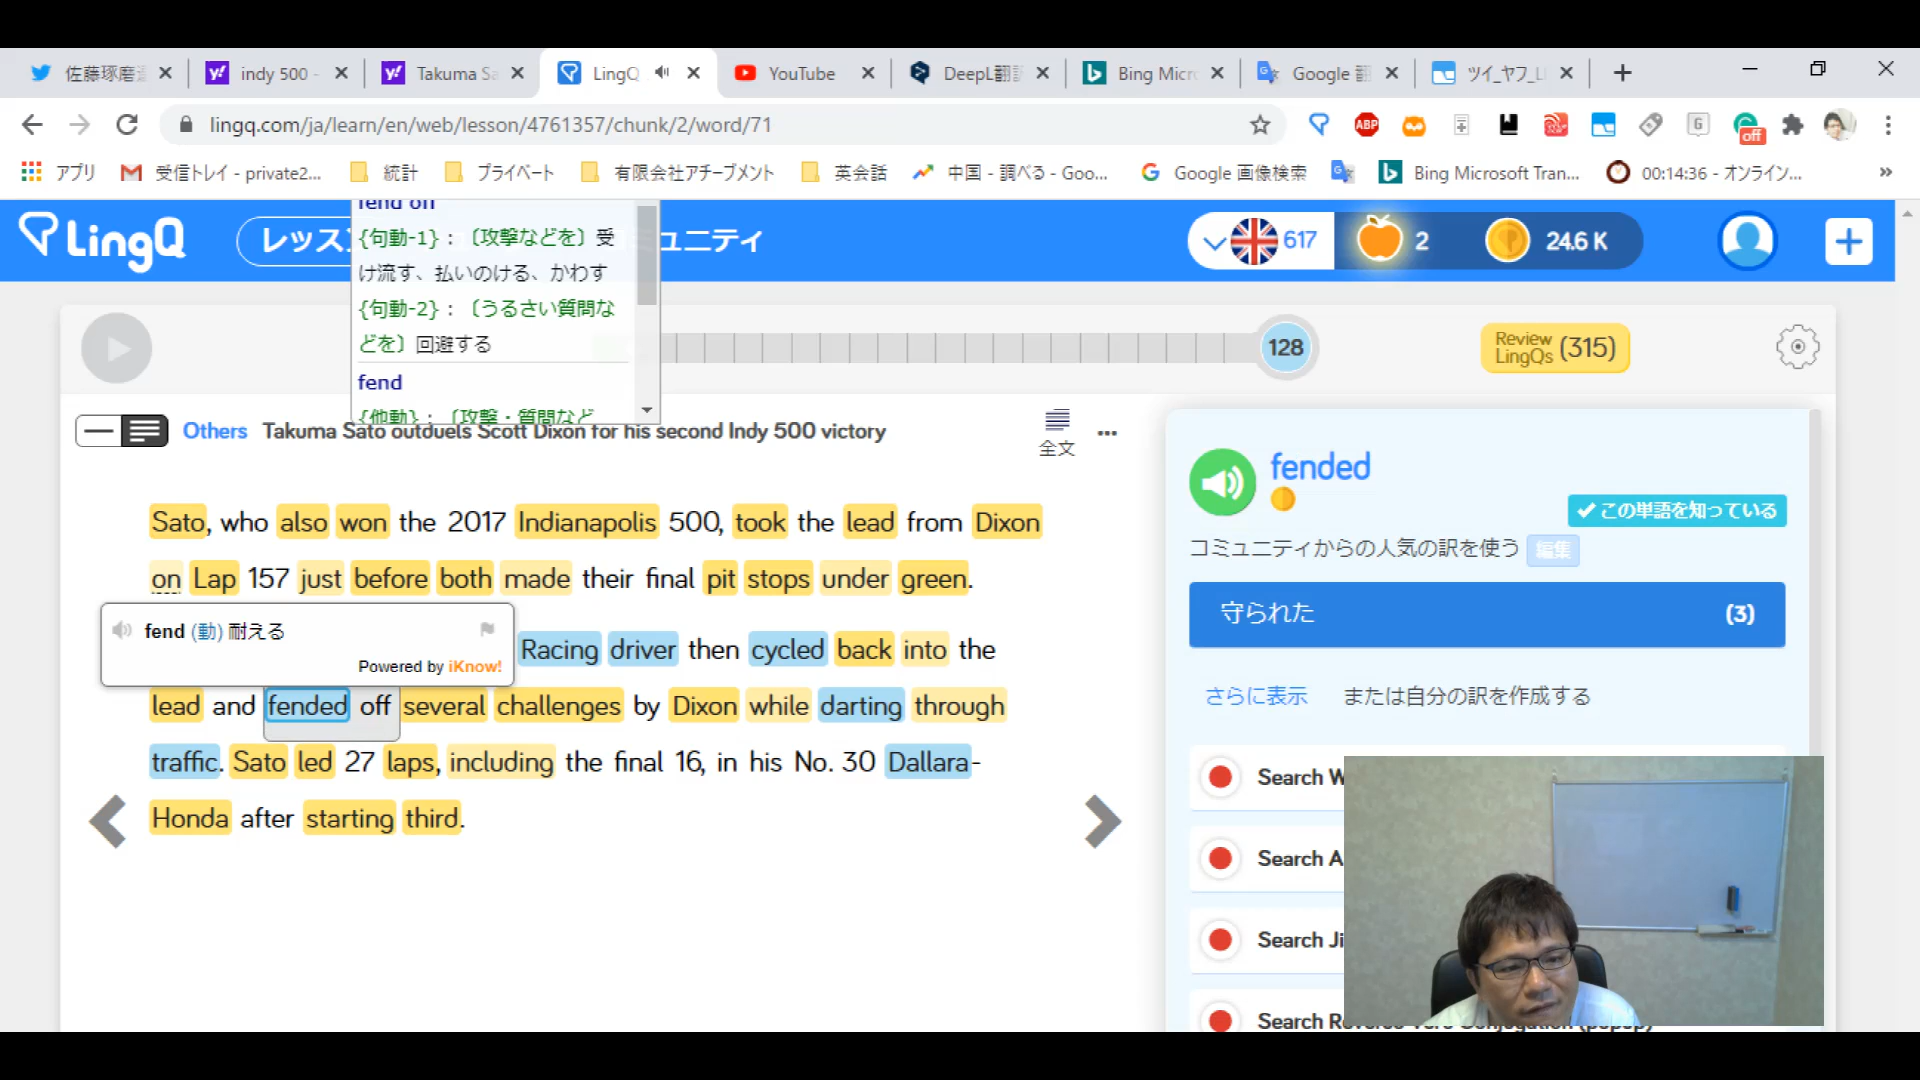 佐藤琢磨
indy 500 -
Takuma Sa
LingQ
YouTube
DeepL翻訳
Bing Micr
Google 翻
ツイ_ヤフ_L
lingq.com/ja/learn/en/web/lesson/4761357/chunk/2/word/71
ABP
G
off
アプリ
受信トレイ - private2...
統計
プライベート
有限会社アチーブメント
英会話
中国 - 調べる - Goo...
Google 画像検索
Bing Microsoft Tran...
00:14:36 - オンライン...
»
LingQ
レッス
ュニティ
617
2
24.6 K
fend off
{句動-1}：〔攻撃などを〕受
け流す、払いのける、かわす
{句動-2}：〔うるさい質問な
どを〕回避する
fend
{他動}：〔攻撃・質問など
128
Review
LingQs (315)
Others Takuma Sato outduels Scott Dixon for his second Indy 500 victory
全文
Sato, who also won the 2017 Indianapolis 500, took the lead from Dixon
on Lap 157 just before both made their final pit stops under green.
fend (動) 耐える
Powered by iKnow!
Racing driver then cycled back into the
lead and fended off several challenges by Dixon while darting through
traffic. Sato led 27 laps, including the final 16, in his No. 30 Dallara-
Honda after starting third.
fended
この単語を知っている
コミュニティからの人気の訳を使う 編集
守られた (3)
さらに表示 または自分の訳を作成する
Search W
Search A
Search Ji